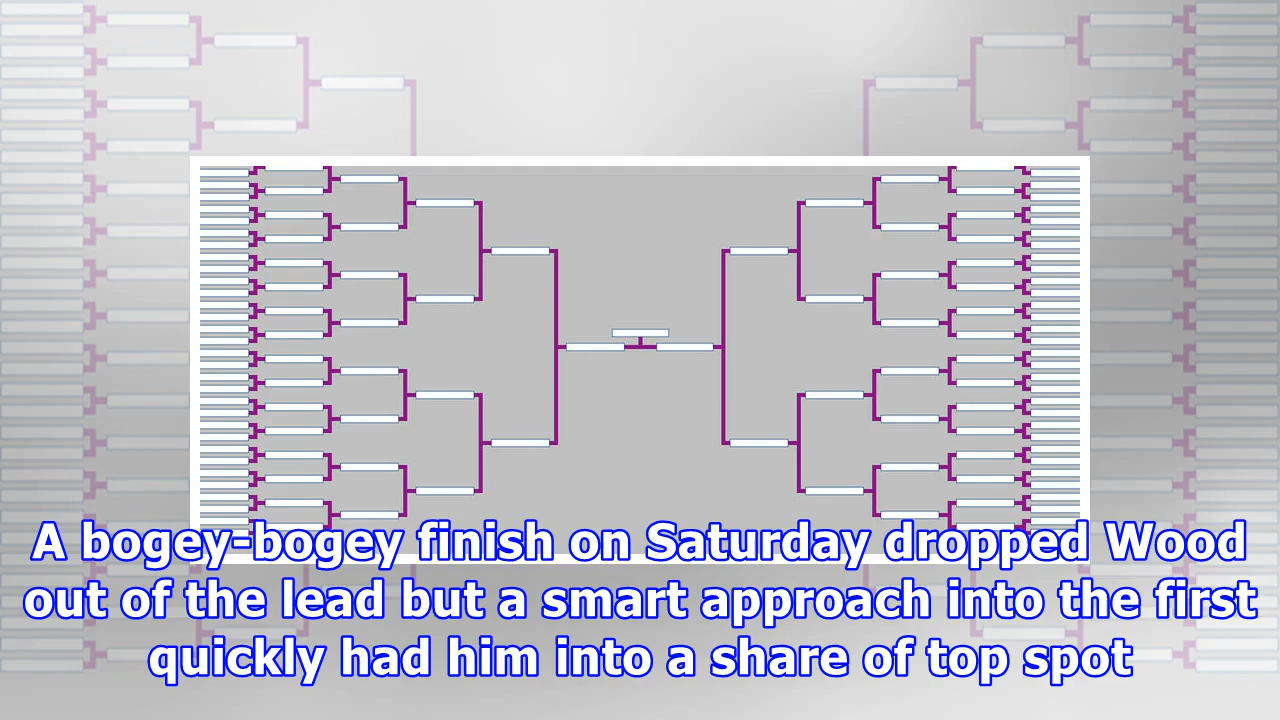 A bogey-bogey finish on Saturday dropped Wood
out of the lead but a smart approach into the first
quickly had him into a share of top spot